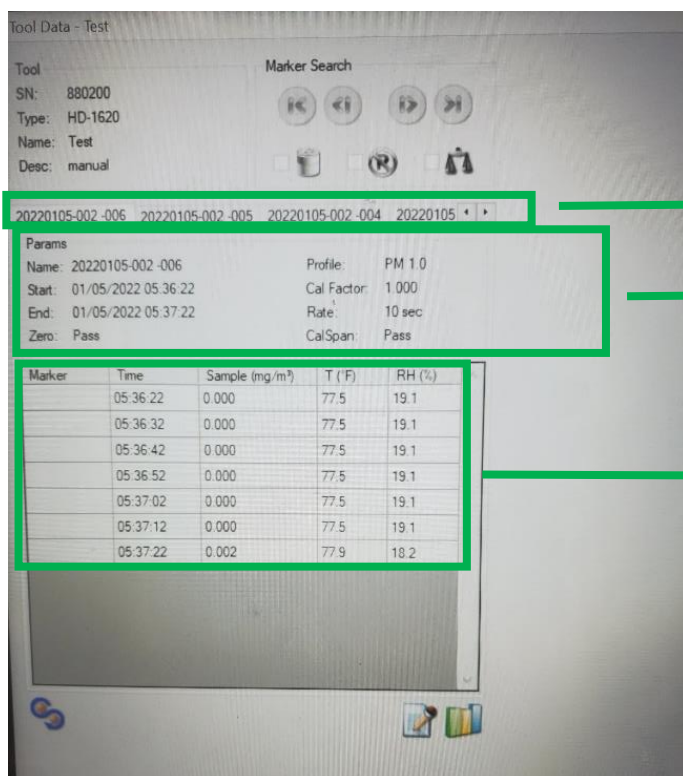 Tool Data - Test
Tool
SN: 880200
Type: HD-1620
Name: Test
Desc: manual
Marker Search
20220105-002 -006 20220105-002 -005 20220105-002 -004 20220105
Params
Name: 20220105-002 -006 Profile: PM 1.0
Start: 01/05/2022 05:36:22 Cal Factor: 1.000
End: 01/05/2022 05:37:22 Rate: 10 sec
Zero: Pass CalSpan: Pass
Marker Time Sample (mg/m³) T (°F) RH (%)
05:36:22 0.000 77.5 19.1
05:36:32 0.000 77.5 19.1
05:36:42 0.000 77.5 19.1
05:36:52 0.000 77.5 19.1
05:37:02 0.000 77.5 19.1
05:37:12 0.000 77.5 19.1
05:37:22 0.002 77.9 18.2